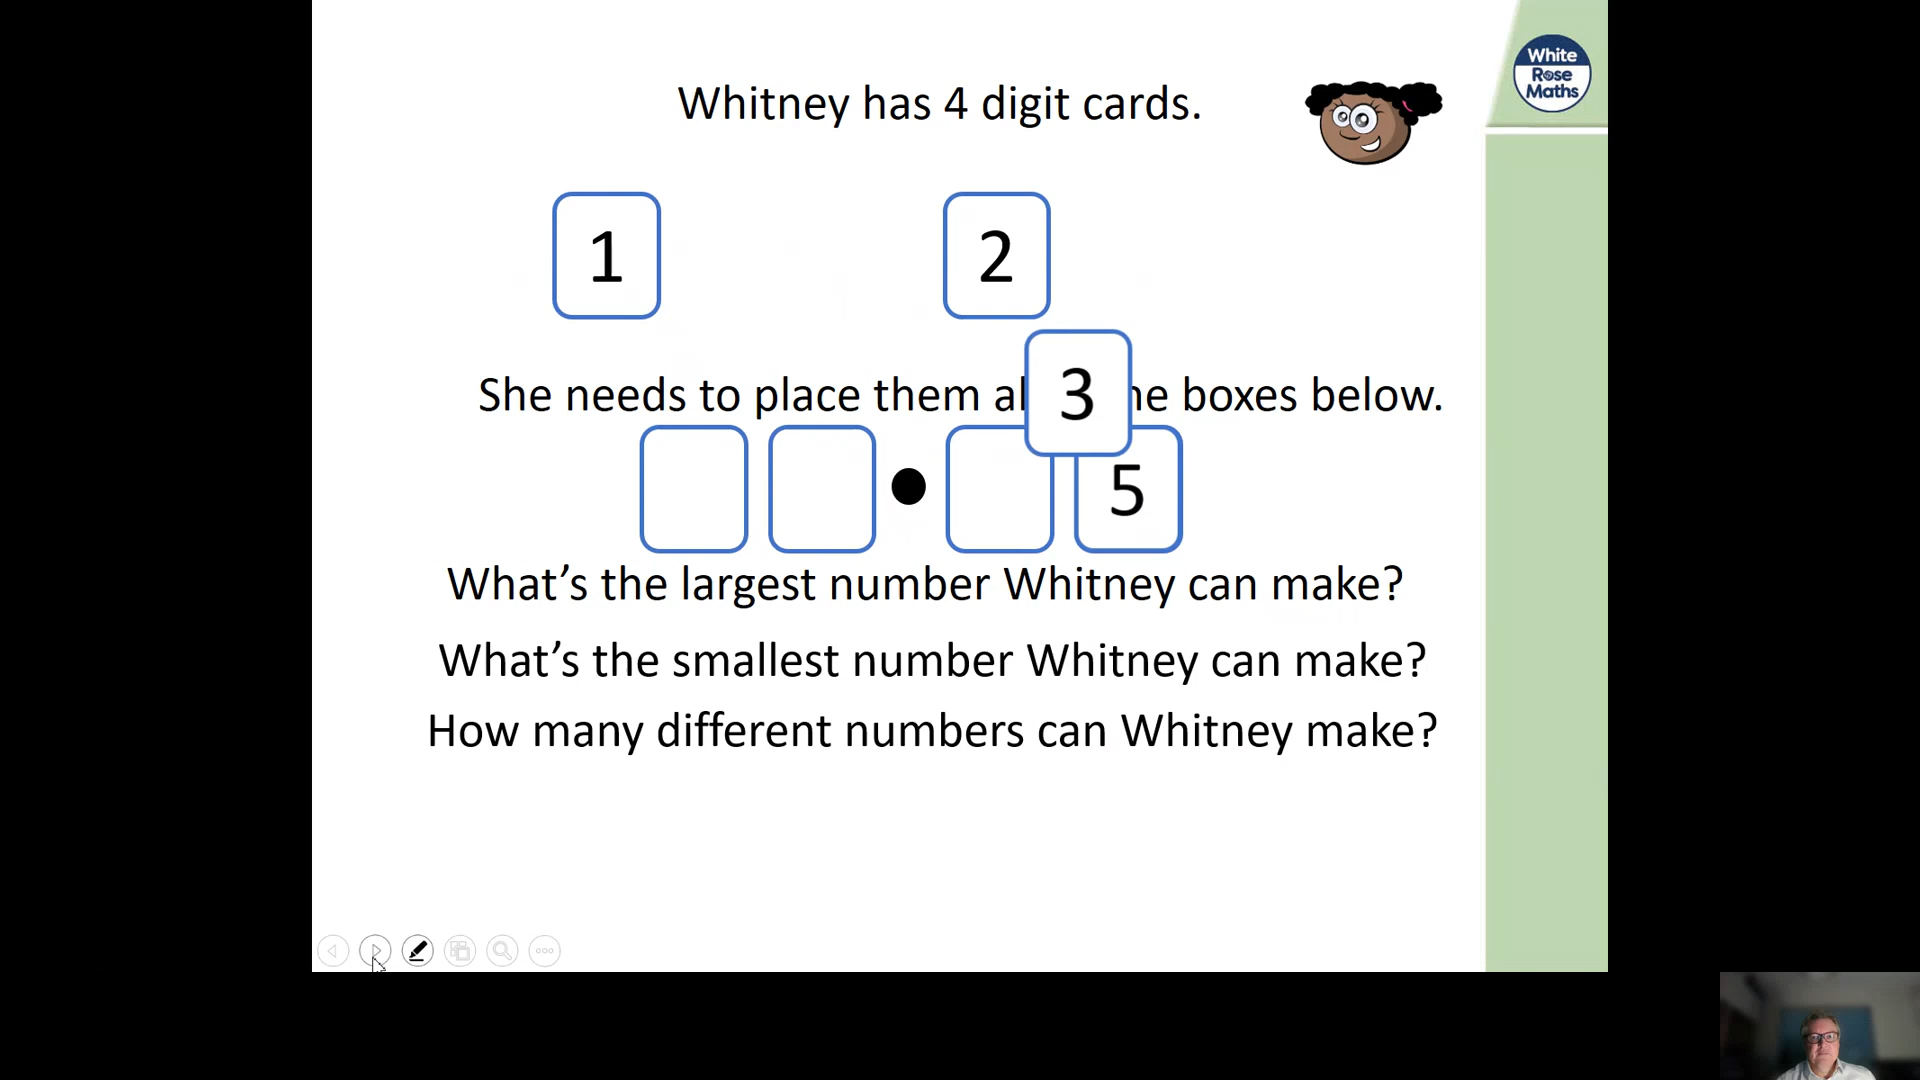 Whitney has 4 digit cards.
White
Rose
Maths
1
2
She needs to place them al
3
he boxes below.
5
What's the largest number Whitney can make?
What's the smallest number Whitney can make?
How many different numbers can Whitney make?